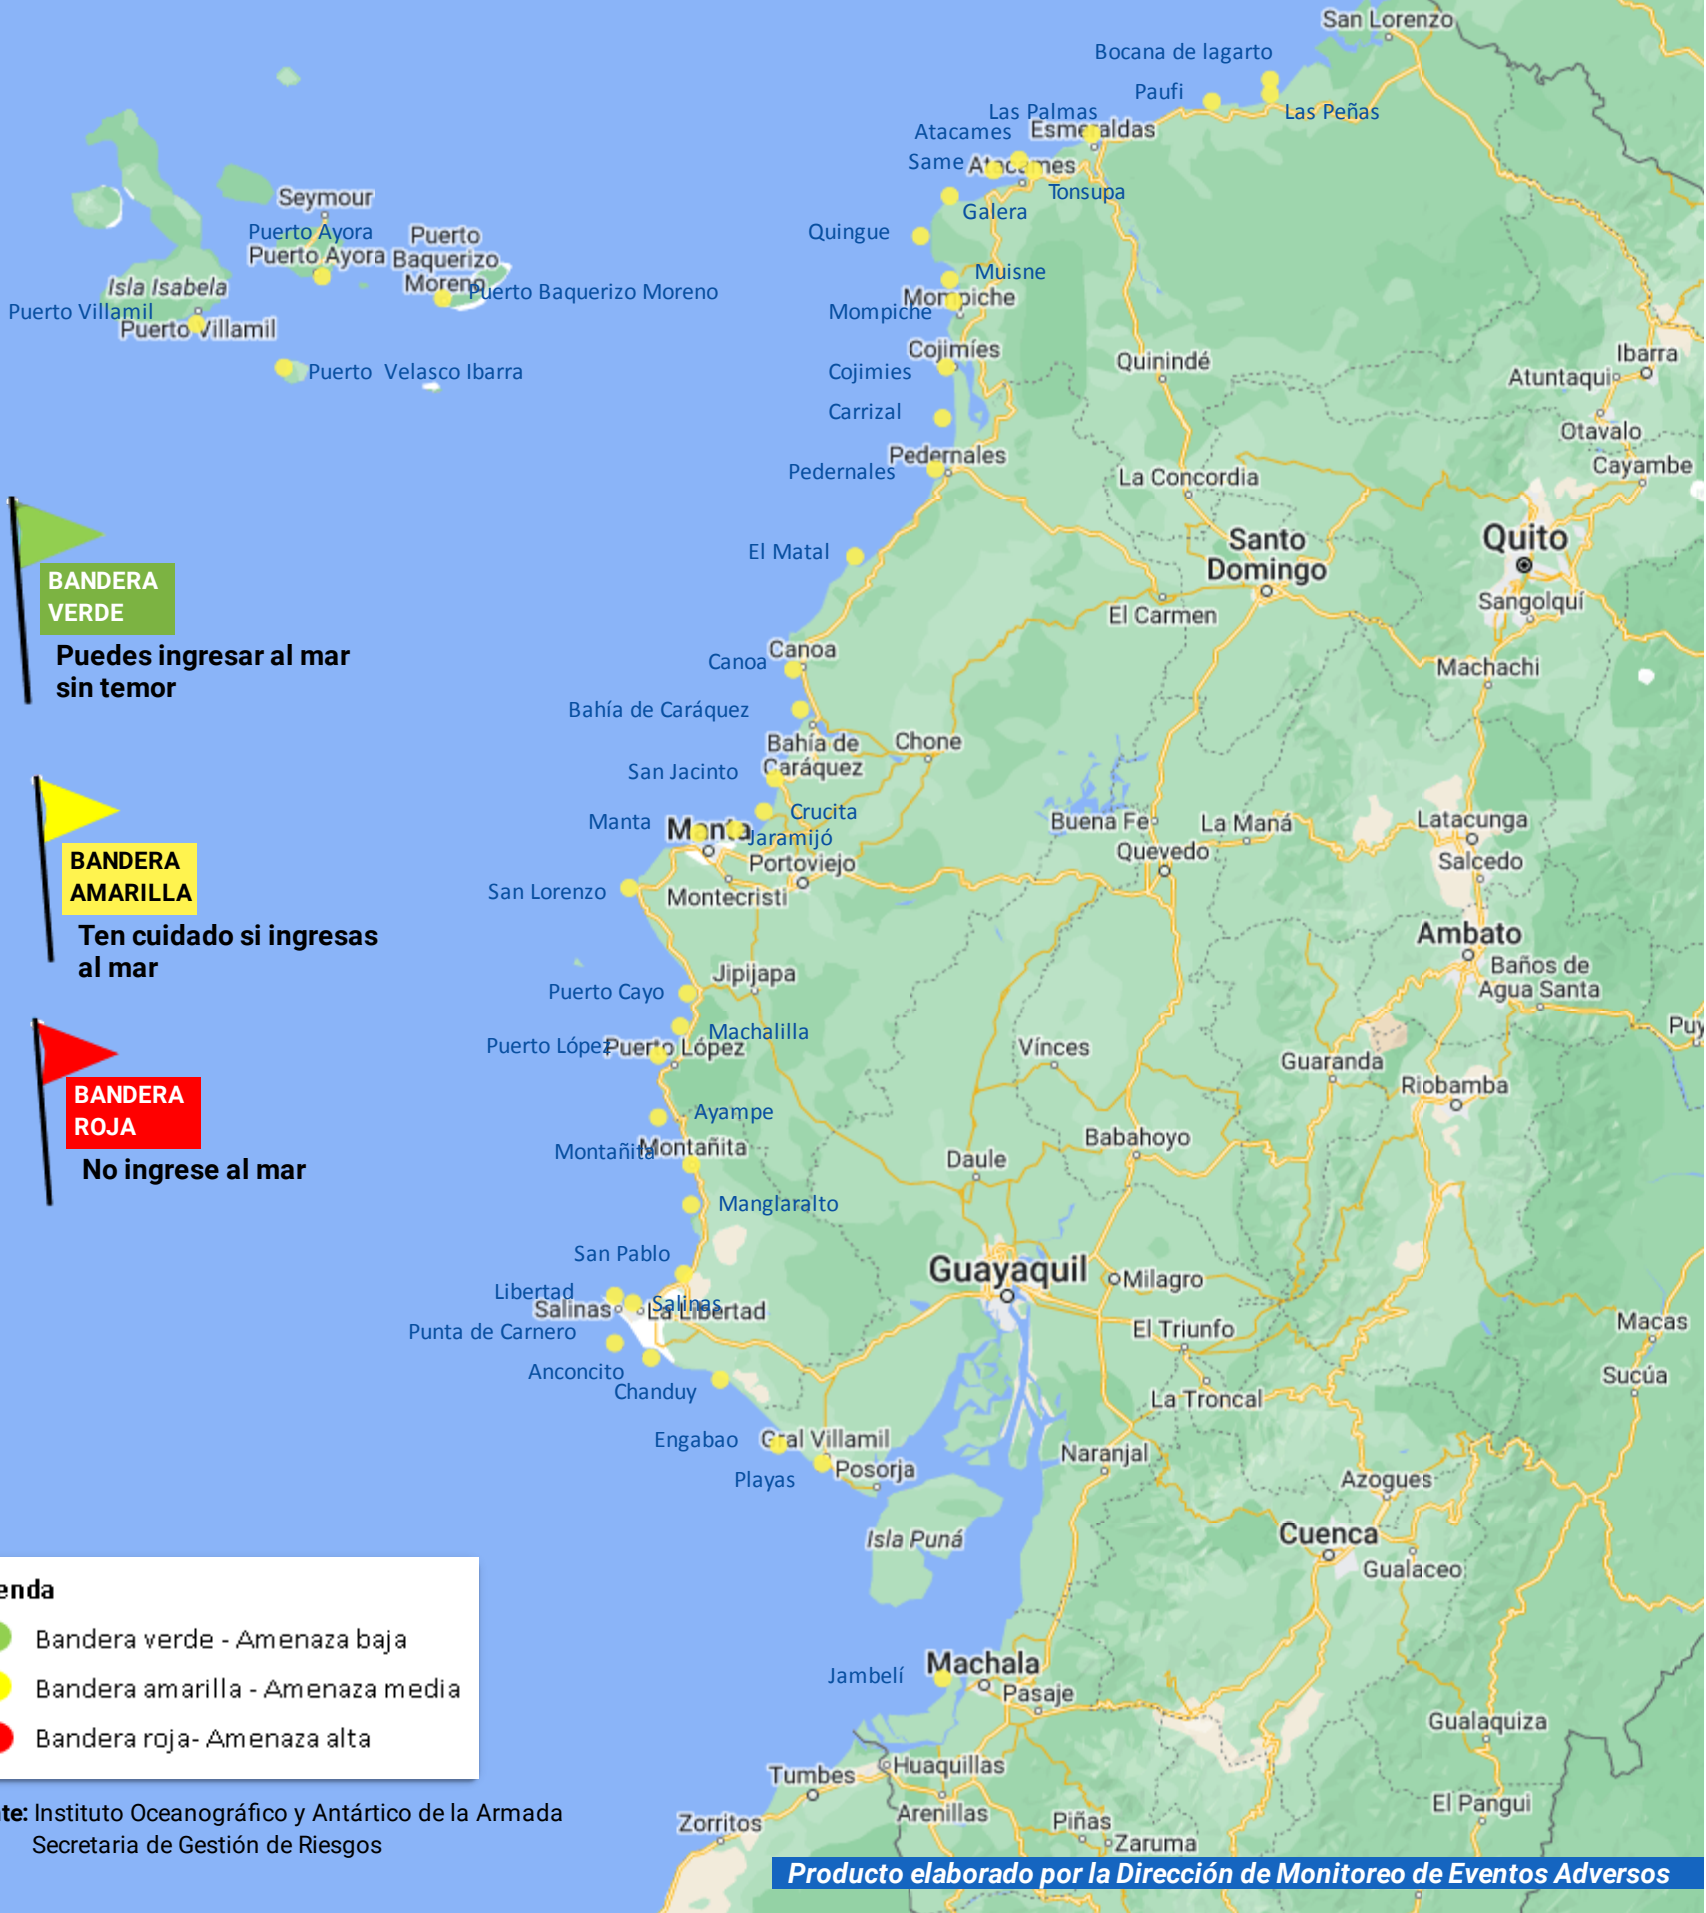 San Lorenzo
Bocana de lagarto
Paufi
Las Peñas
Las Palmas
Esmeraldas
Atacames
Same
Atacames
Tonsupa
Galera
Quingue
Muisne
Mompiche
Mompiche
Cojimíes
Cojimies
Carrizal
Pedernales
Pedernales
El Matal
Canoa
Canoa
Bahía de Caráquez
Bahía de
Caráquez
San Jacinto
Crucita
Manta
Manta
Jaramijó
Portoviejo
San Lorenzo
Montecristi
Jipijapa
Puerto Cayo
Machalilla
Puerto López
Puerto López
Ayampe
Montañita
Montañita
Manglaralto
San Pablo
Libertad
Salinas
Salinas
La Libertad
Punta de Carnero
Anconcito
Chanduy
Engabao
Gral Villamil
Playas
Posorja
Isla Puná
Jambelí
Machala
Pasaje
Huaquillas
Tumbes
Arenillas
Zorritos
Piñas
Zaruma
Seymour
Puerto Ayora
Puerto Ayora
Puerto
Baquerizo
Moreno
Puerto Baquerizo Moreno
Isla Isabela
Puerto Villamil
Puerto Villamil
Puerto Velasco Ibarra
BANDERA
VERDE
Puedes ingresar al mar
sin temor
BANDERA
AMARILLA
Ten cuidado si ingresas
al mar
BANDERA
ROJA
No ingrese al mar
Quinindé
Ibarra
Atuntaqui
Otavalo
Cayambe
La Concordia
Santo
Domingo
Quito
Sangolquí
El Carmen
Machachi
Chone
Buena Fe
La Maná
Latacunga
Quevedo
Salcedo
Ambato
Baños de
Agua Santa
Puy
Vínces
Guaranda
Riobamba
Babahoyo
Daule
Guayaquil
Milagro
El Triunfo
Macas
Sucúa
La Troncal
Naranjal
Azogues
Cuenca
Gualaceo
Gualaquiza
El Pangui
enda
Bandera verde - Amenaza baja
Bandera amarilla - Amenaza media
Bandera roja- Amenaza alta
te: Instituto Oceanográfico y Antártico de la Armada
Secretaria de Gestión de Riesgos
Producto elaborado por la Dirección de Monitoreo de Eventos Adversos